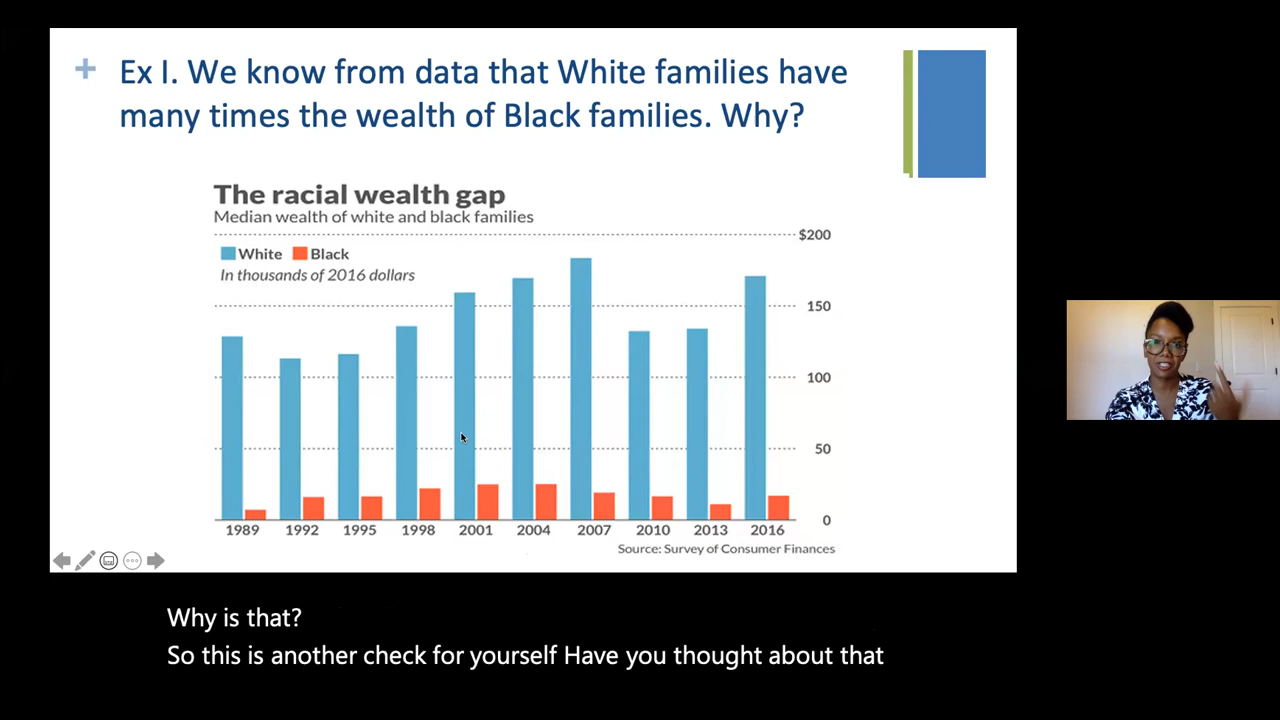 + Ex I. We know from data that White families have
many times the wealth of Black families. Why?
The racial wealth gap
Median wealth of white and black families
$200
White Black
In thousands of 2016 dollars
150
100
50
0
1989 1992 1995 1998 2001 2004 2007 2010 2013 2016
Source: Survey of Consumer Finances
Why is that?
So this is another check for yourself Have you thought about that